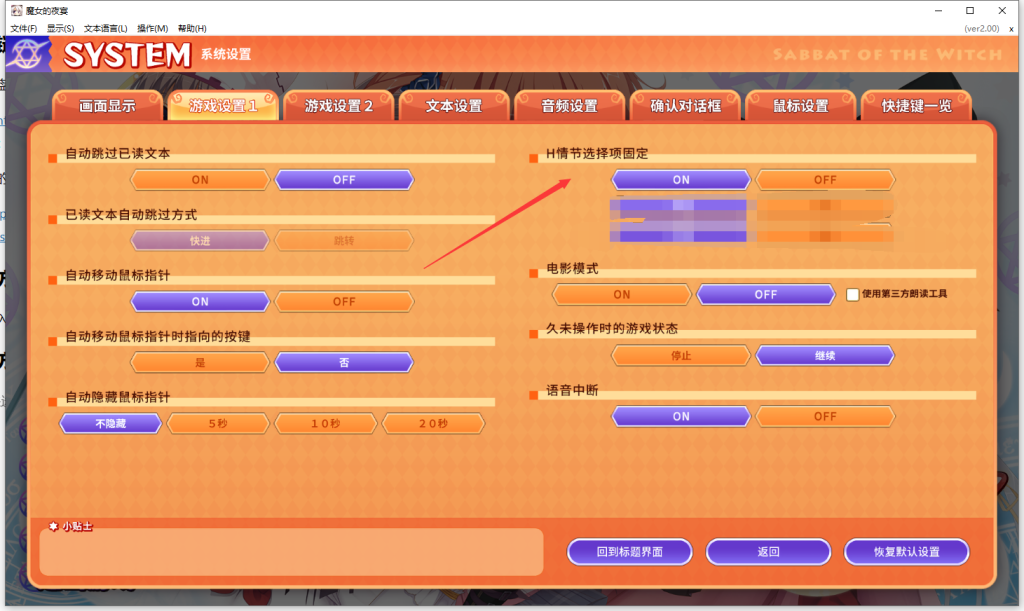 魔女的夜宴
文件(F) 显示(S) 文本语言(L) 操作(M) 帮助(H) (ver2.00) x
SYSTEM 系统设置 SABBAT OF THE WITCH
画面显示 游戏设置1 游戏设置2 文本设置 音频设置 确认对话框 鼠标设置 快捷键一览
自动跳过已读文本
ON OFF
已读文本自动跳过方式
快进 跳转
自动移动鼠标指针
ON OFF
自动移动鼠标指针时指向的按键
是 否
自动隐藏鼠标指针
不隐藏 5秒 10秒 20秒
H情节选择项固定
ON OFF
电影模式
ON OFF 使用第三方朗读工具
久未操作时的游戏状态
停止 继续
语音中断
ON OFF
小贴士
回到标题界面 返回 恢复默认设置